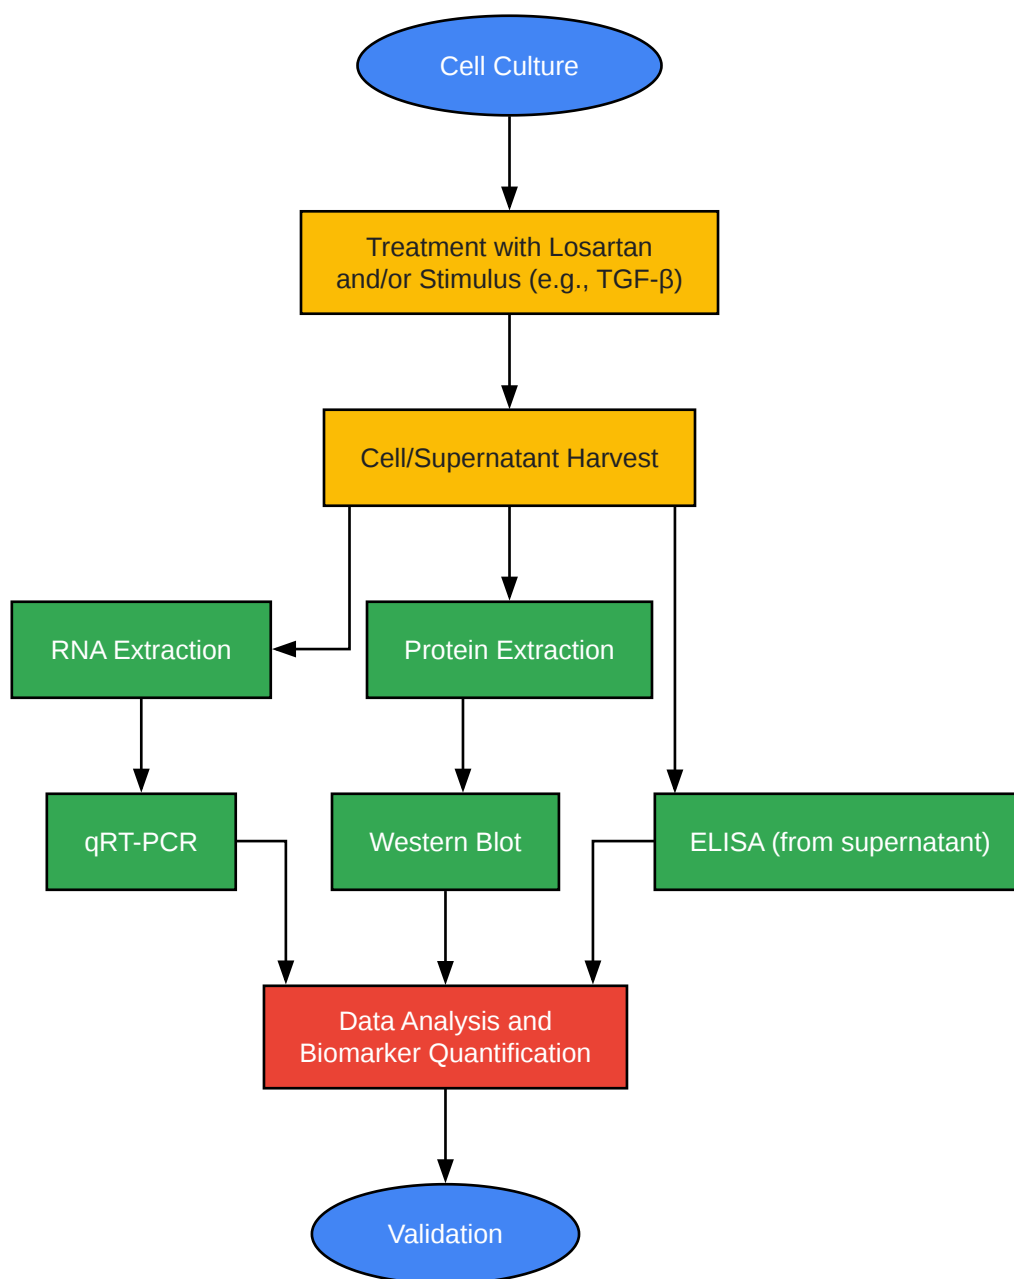 Cell Culture
Treatment with Losartan
and/or Stimulus (e.g., TGF-β)
Cell/Supernatant Harvest
RNA Extraction
Protein Extraction
qRT-PCR
Western Blot
ELISA (from supernatant)
Data Analysis and
Biomarker Quantification
Validation